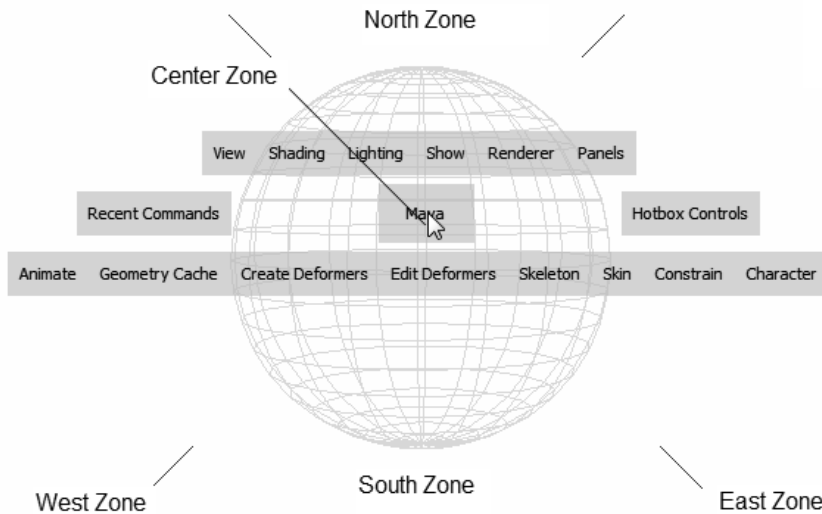 North Zone
Center Zone
View Shading Lighting Show Renderer Panels
Recent Commands Maya Hotbox Controls
Animate Geometry Cache Create Deformers Edit Deformers Skeleton Skin Constrain Character
South Zone
West Zone East Zone